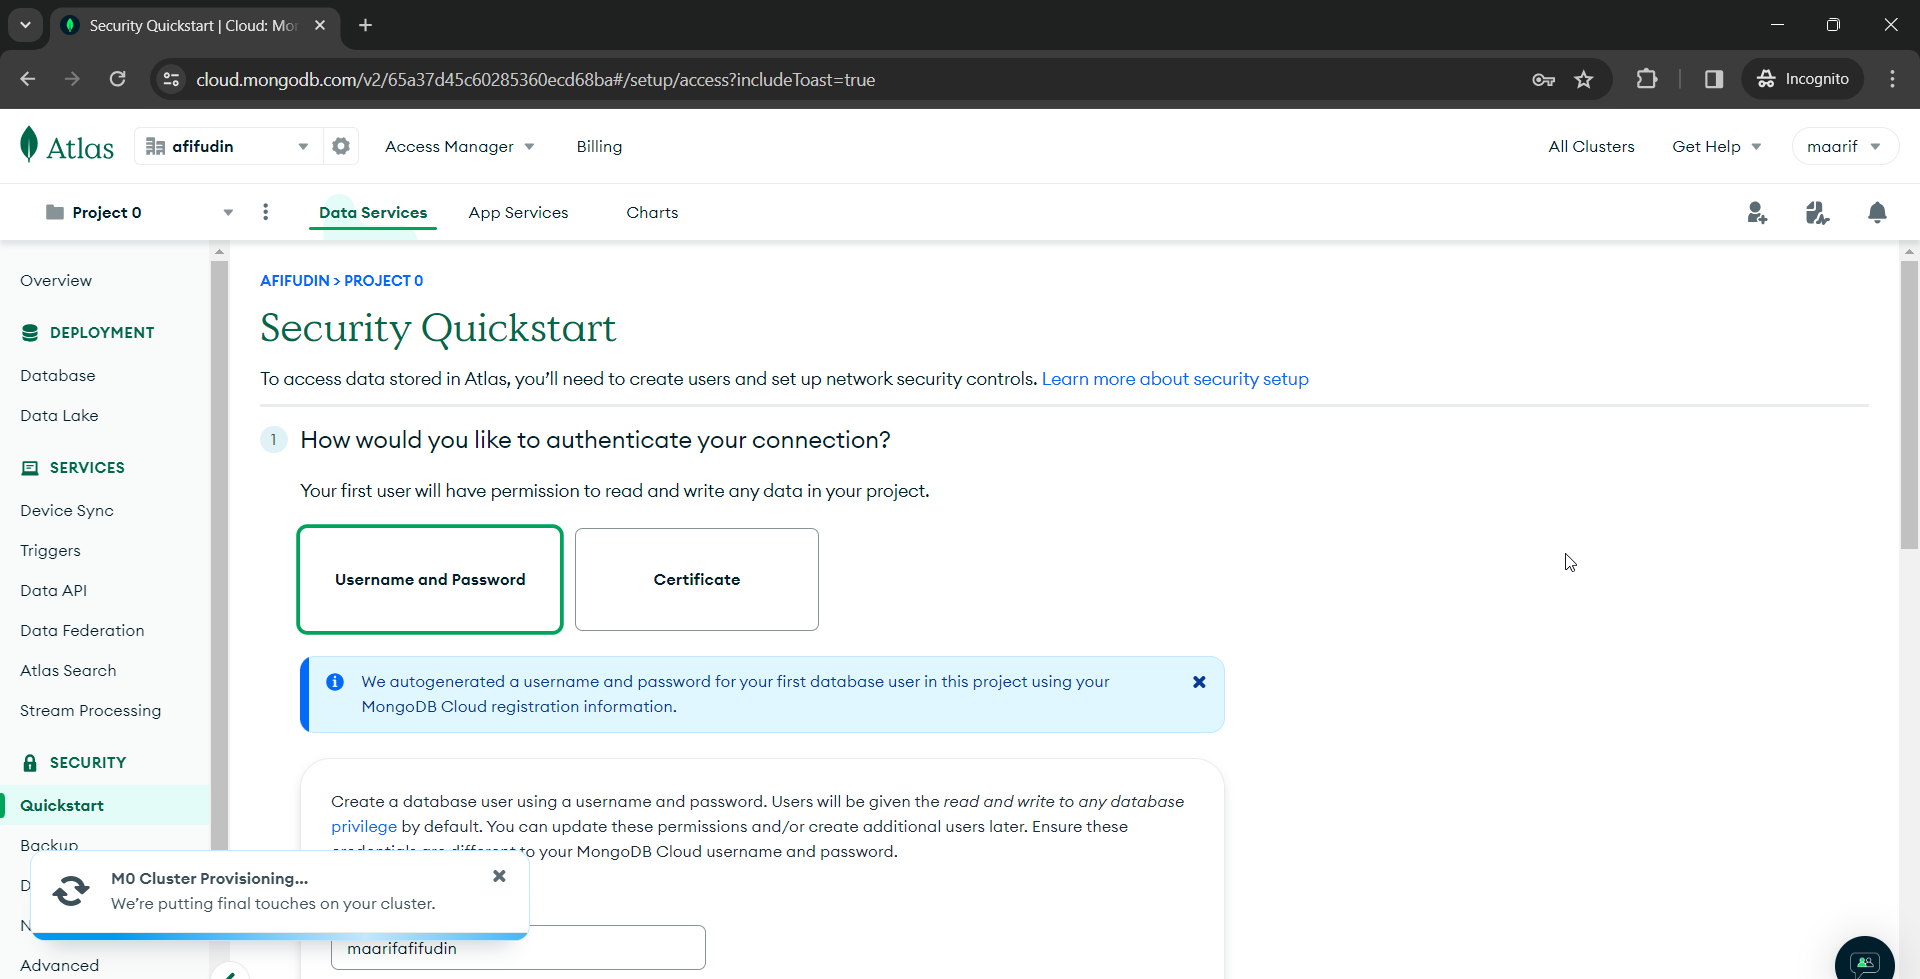 Security Quickstart | Cloud: Mon
cloud.mongodb.com/v2/65a37d45c60285360ecd68ba#/setup/access?includeToast=true
Incognito
Atlas
afifudin
Access Manager
Billing
All Clusters
Get Help
maarif
Project 0
Data Services
App Services
Charts
Overview
DEPLOYMENT
Database
Data Lake
SERVICES
Device Sync
Triggers
Data API
Data Federation
Atlas Search
Stream Processing
SECURITY
Quickstart
Backup
D
N
Advanced
AFIFUDIN > PROJECT 0
Security Quickstart
To access data stored in Atlas, you'll need to create users and set up network security controls. Learn more about security setup
1 How would you like to authenticate your connection?
Your first user will have permission to read and write any data in your project.
Username and Password
Certificate
We autogenerated a username and password for your first database user in this project using your
MongoDB Cloud registration information.
Create a database user using a username and password. Users will be given the read and write to any database
privilege by default. You can update these permissions and/or create additional users later. Ensure these
credentials are different to your MongoDB Cloud username and password.
M0 Cluster Provisioning...
We're putting final touches on your cluster.
maarifafifudin